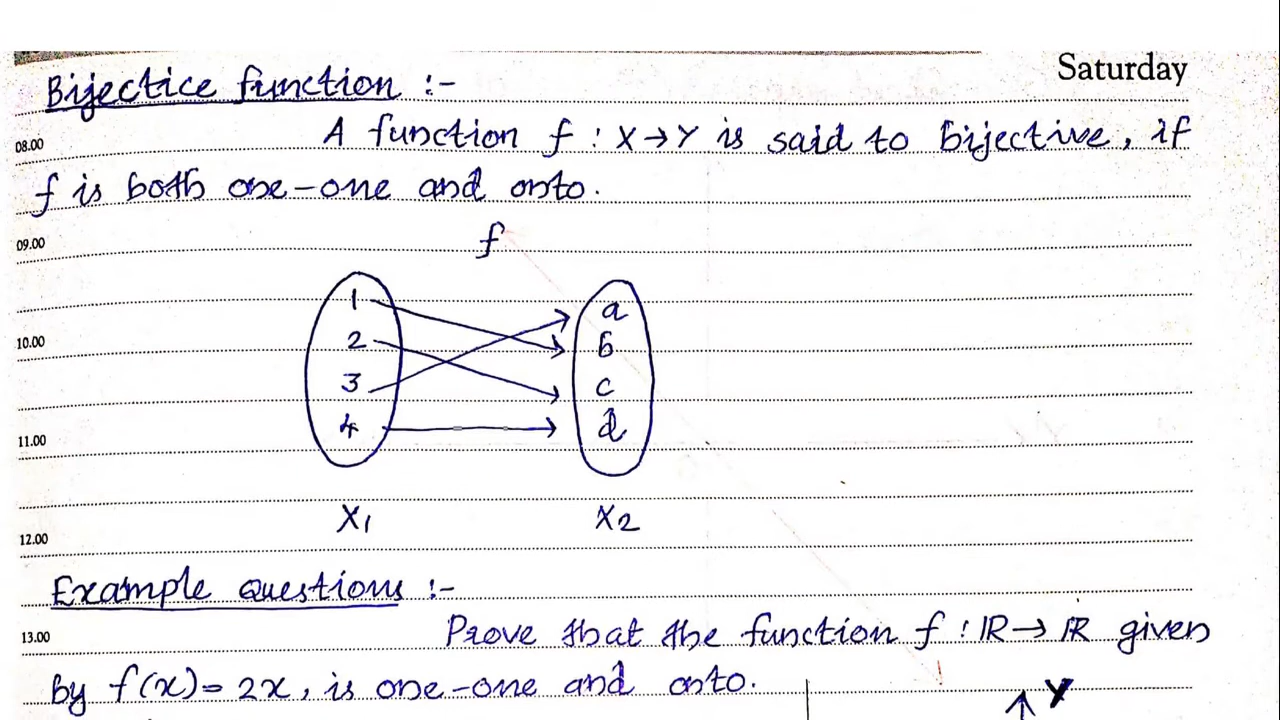 Saturday
Bijectice function :-
08.00
A function f : X→Y is said to bijective, if
f is both one-one and onto.
09.00
f
1 a
10.00
2 b
3 c
11.00
4 d
X1 X2
12.00
Example Questions :-
13.00
Prove that the function f : R→ R given
by f(x)= 2x, is one-one and onto.
Y